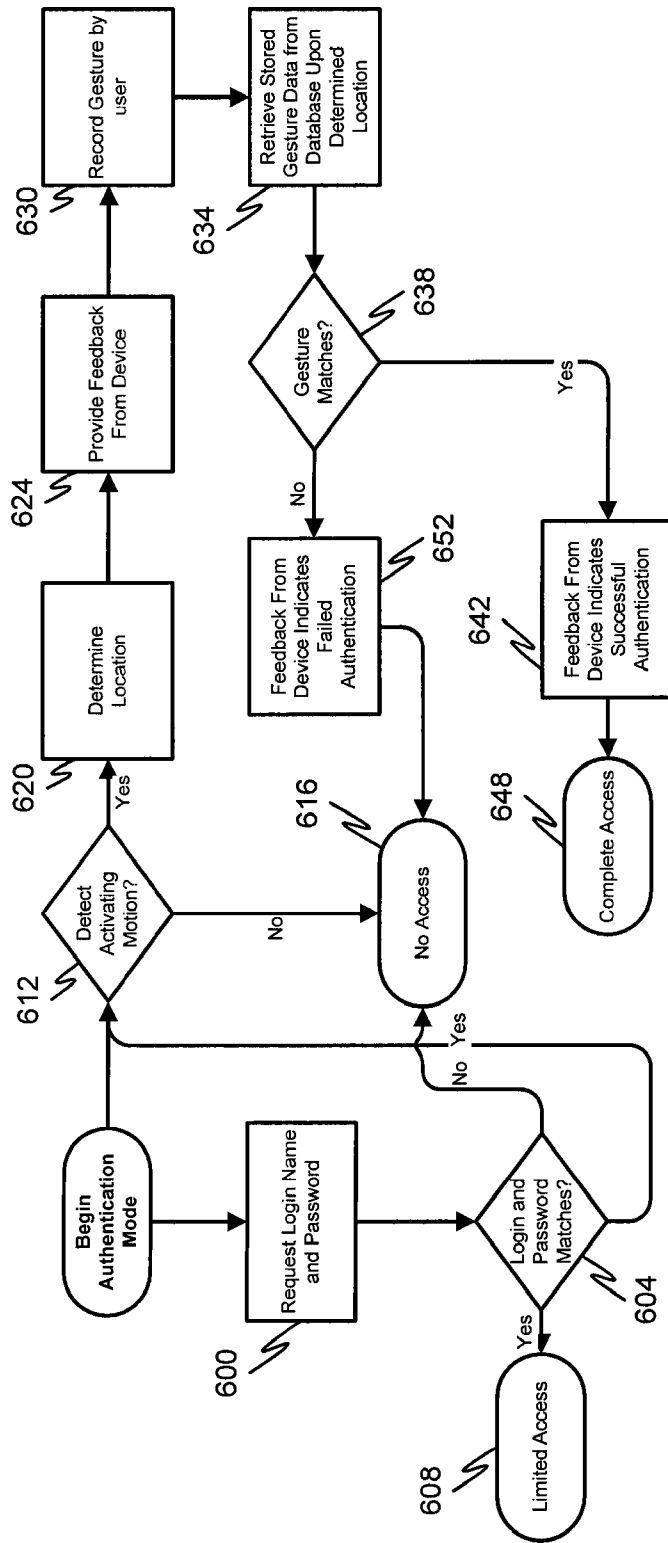 Begin
Authentication
Mode
600
Request Login Name
and Password
Login and
Password
Matches?
604
Yes
608
Limited Access
No
Yes
612
Detect
Activating
Motion?
No
616
No Access
Yes
620
Determine
Location
624
Provide Feedback
From Device
630
Record Gesture by
user
634
Retrieve Stored
Gesture Data from
Database Upon
Determined
Location
638
Gesture
Matches?
No
652
Feedback From
Device Indicates
Failed
Authentication
Yes
642
Feedback From
Device Indicates
Successful
Authentication
648
Complete Access